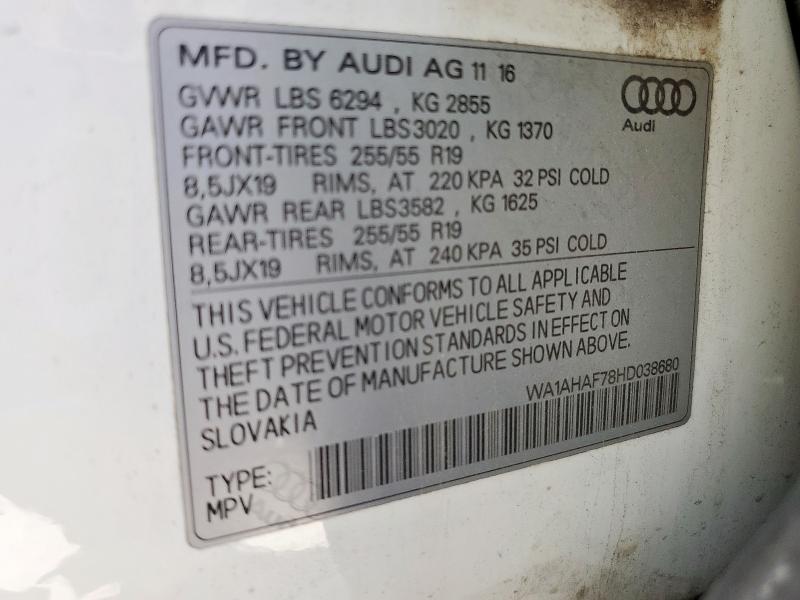 MFD. BY AUDI AG 11 16
GVWR LBS 6294 , KG 2855
GAWR FRONT LBS3020 , KG 1370
FRONT-TIRES 255/55 R19
8,5JX19 RIMS, AT 220 KPA 32 PSI COLD
GAWR REAR LBS3582 , KG 1625
REAR-TIRES 255/55 R19
8,5JX19 RIMS, AT 240 KPA 35 PSI COLD
Audi
THIS VEHICLE CONFORMS TO ALL APPLICABLE
U.S. FEDERAL MOTOR VEHICLE SAFETY AND
THEFT PREVENTION STANDARDS IN EFFECT ON
THE DATE OF MANUFACTURE SHOWN ABOVE.
SLOVAKIA
WA1AHAF78HD038680
TYPE:
MPV